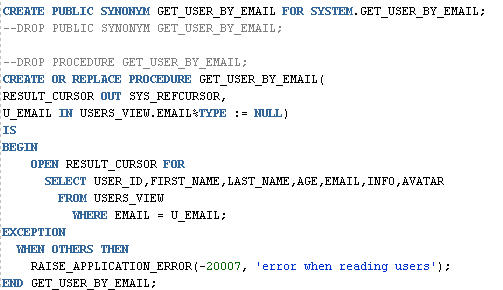 CREATE PUBLIC SYNONYM GET_USER_BY_EMAIL FOR SYSTEM.GET_USER_BY_EMAIL;
--DROP PUBLIC SYNONYM GET_USER_BY_EMAIL;
--DROP PROCEDURE GET_USER_BY_EMAIL;
CREATE OR REPLACE PROCEDURE GET_USER_BY_EMAIL(
RESULT_CURSOR OUT SYS_REFCURSOR,
U_EMAIL IN USERS_VIEW.EMAIL%TYPE := NULL)
IS
BEGIN
OPEN RESULT_CURSOR FOR
SELECT USER_ID,FIRST_NAME,LAST_NAME,AGE,EMAIL,INFO,AVATAR
FROM USERS_VIEW
WHERE EMAIL = U_EMAIL;
EXCEPTION
WHEN OTHERS THEN
RAISE_APPLICATION_ERROR(-20007, 'error when reading users');
END GET_USER_BY_EMAIL;